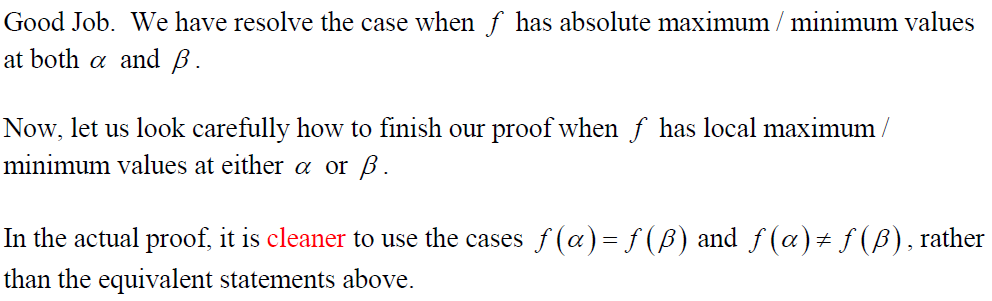 Good Job.  We have resolve the case when f has absolute maximum / minimum values
at both α and β.
Now, let us look carefully how to finish our proof when f has local maximum /
minimum values at either α or β.
In the actual proof, it is cleaner to use the cases f(α) = f(β) and f(α) ≠ f(β), rather
than the equivalent statements above.